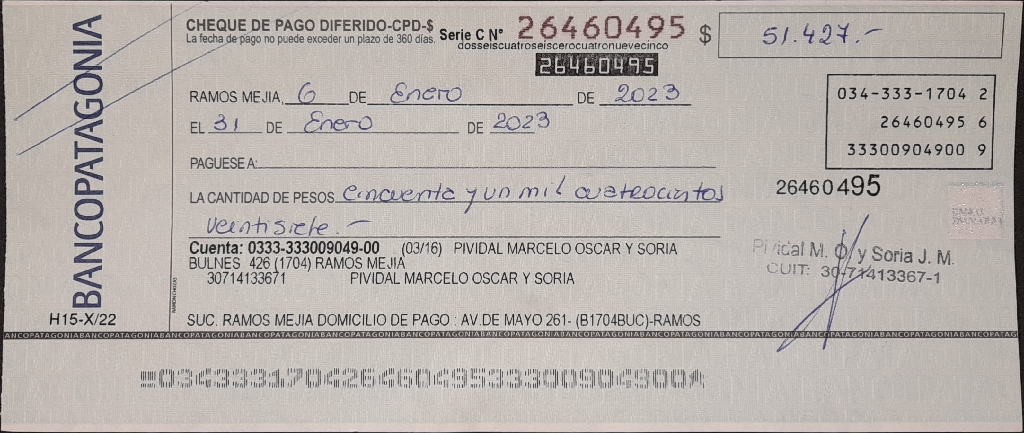 BANCOPATAGONIA
H15-X/22
CHEQUE DE PAGO DIFERIDO-CPD-$ Serie C N° 26460495 $ 51.427.-
La fecha de pago no puede exceder un plazo de 360 días.
dosseiscuatroseiscerocuatronuevecinco
26460495
RAMOS MEJIA, 6 DE Enero DE 2023
EL 31 DE Enero DE 2023
034-333-1704 2
26460495 6
33300904900 9
PAGUESE A:
26460495
LA CANTIDAD DE PESOS Cincuenta y un mil cuatrocientos
veintisiete.-
Cuenta: 0333-333009049-00 (03/16) PIVIDAL MARCELO OSCAR Y SORIA
BULNES 426 (1704) RAMOS MEJIA
30714133671 PIVIDAL MARCELO OSCAR Y SORIA
Pividal M. O. y Soria J. M.
CUIT: 30-71413367-1
SUC. RAMOS MEJIA DOMICILIO DE PAGO : AV.DE MAYO 261- (B1704BUC)-RAMOS
ANCOPATAGONIABANCOPATAGONIABANCOPATAGONIABANCOPATAGONIABANCOPATAGONIABANCOPATAGONIABANCOPATAGONIABANCOPATAGONIABANCOPATAGONIABANCOPATAGONIABANCOPATAG
03433317042646049533300904900